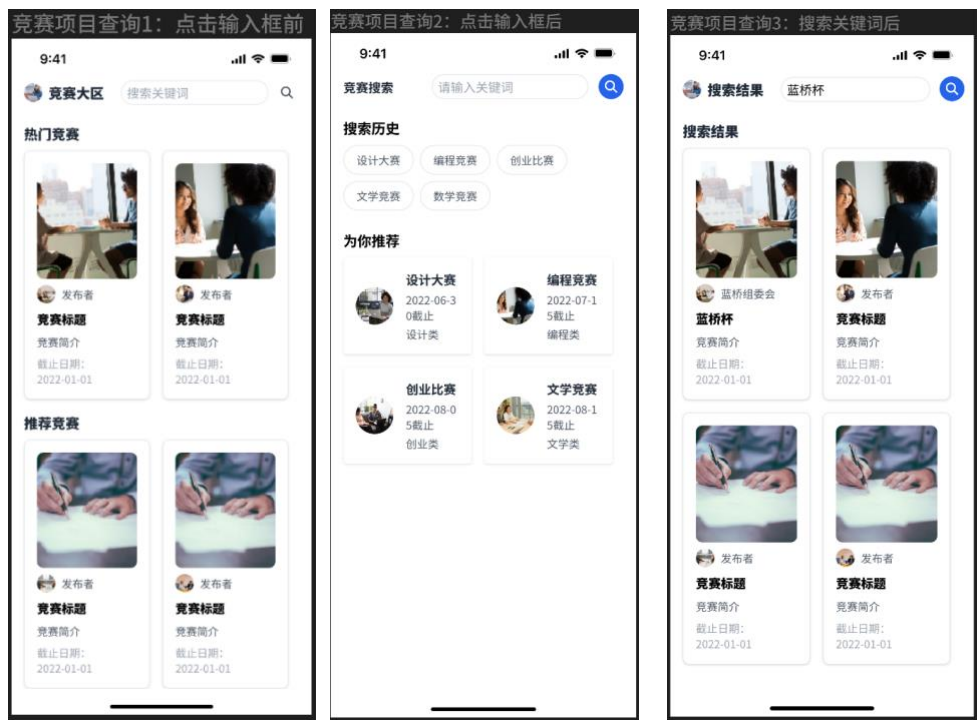 竞赛项目查询1：点击输入框前
9:41
竞赛大区
搜索关键词
热门竞赛
发布者
发布者
竞赛标题
竞赛标题
竞赛简介
竞赛简介
截止日期：
2022-01-01
截止日期：
2022-01-01
推荐竞赛
发布者
发布者
竞赛标题
竞赛标题
竞赛简介
竞赛简介
截止日期：
2022-01-01
截止日期：
2022-01-01
竞赛项目查询2：点击输入框后
9:41
竞赛搜索
请输入关键词
搜索历史
设计大赛
编程竞赛
创业比赛
文学竞赛
数学竞赛
为你推荐
设计大赛
2022-06-3
0截止
设计类
编程竞赛
2022-07-1
5截止
编程类
创业比赛
2022-08-0
5截止
创业类
文学竞赛
2022-08-1
5截止
文学类
竞赛项目查询3：搜索关键词后
9:41
搜索结果
蓝桥杯
搜索结果
蓝桥组委会
发布者
蓝桥杯
竞赛标题
竞赛简介
竞赛简介
截止日期：
2022-01-01
截止日期：
2022-01-01
发布者
发布者
竞赛标题
竞赛标题
竞赛简介
竞赛简介
截止日期：
2022-01-01
截止日期：
2022-01-01